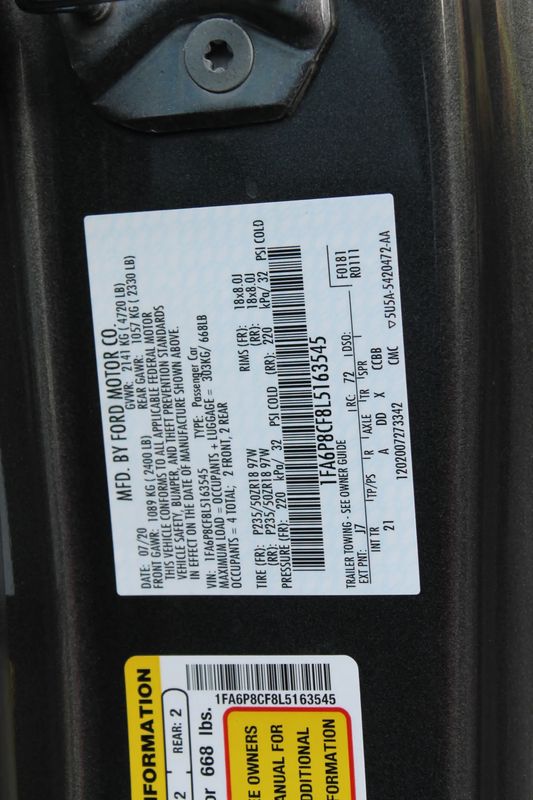 MFD. BY FORD MOTOR CO.
DATE: 07/20 GVWR: 2141 KG ( 4720 LB)
FRONT GAWR: 1089 KG ( 2400 LB) REAR GAWR: 1057 KG ( 2330 LB)
THIS VEHICLE CONFORMS TO ALL APPLICABLE FEDERAL MOTOR
VEHICLE SAFETY, BUMPER, AND THEFT PREVENTION STANDARDS
IN EFFECT ON THE DATE OF MANUFACTURE SHOWN ABOVE.
VIN: 1FA6P8CF8L5163545 TYPE: Passenger Car
MAXIMUM LOAD = OCCUPANTS + LUGGAGE = 303KG/ 668LB
OCCUPANTS = 4 TOTAL; 2 FRONT, 2 REAR
TIRE (FR): P235/50ZR18 97W RIMS (FR): 18x8.0J
(RR): P235/50ZR18 97W (RR): 18x8.0J
PRESSURE (FR): 220 kPa/ 32 PSI COLD (RR): 220 kPa/ 32 PSI COLD
1FA6P8CF8L5163545
TRAILER TOWING - SEE OWNER GUIDE
F0181
R0111
EXT PNT: J7 RC: 72 DSO:
INT TR TP/PS R AXLE TR SPR
21 A DD X CCBB
1202007273342 CMC ▽5U5A-5420472-AA
1FA6P8CF8L5163545
FORMATION
2 REAR: 2
or 668 lbs.
EE OWNERS
ANUAL FOR
DDITIONAL
FORMATION